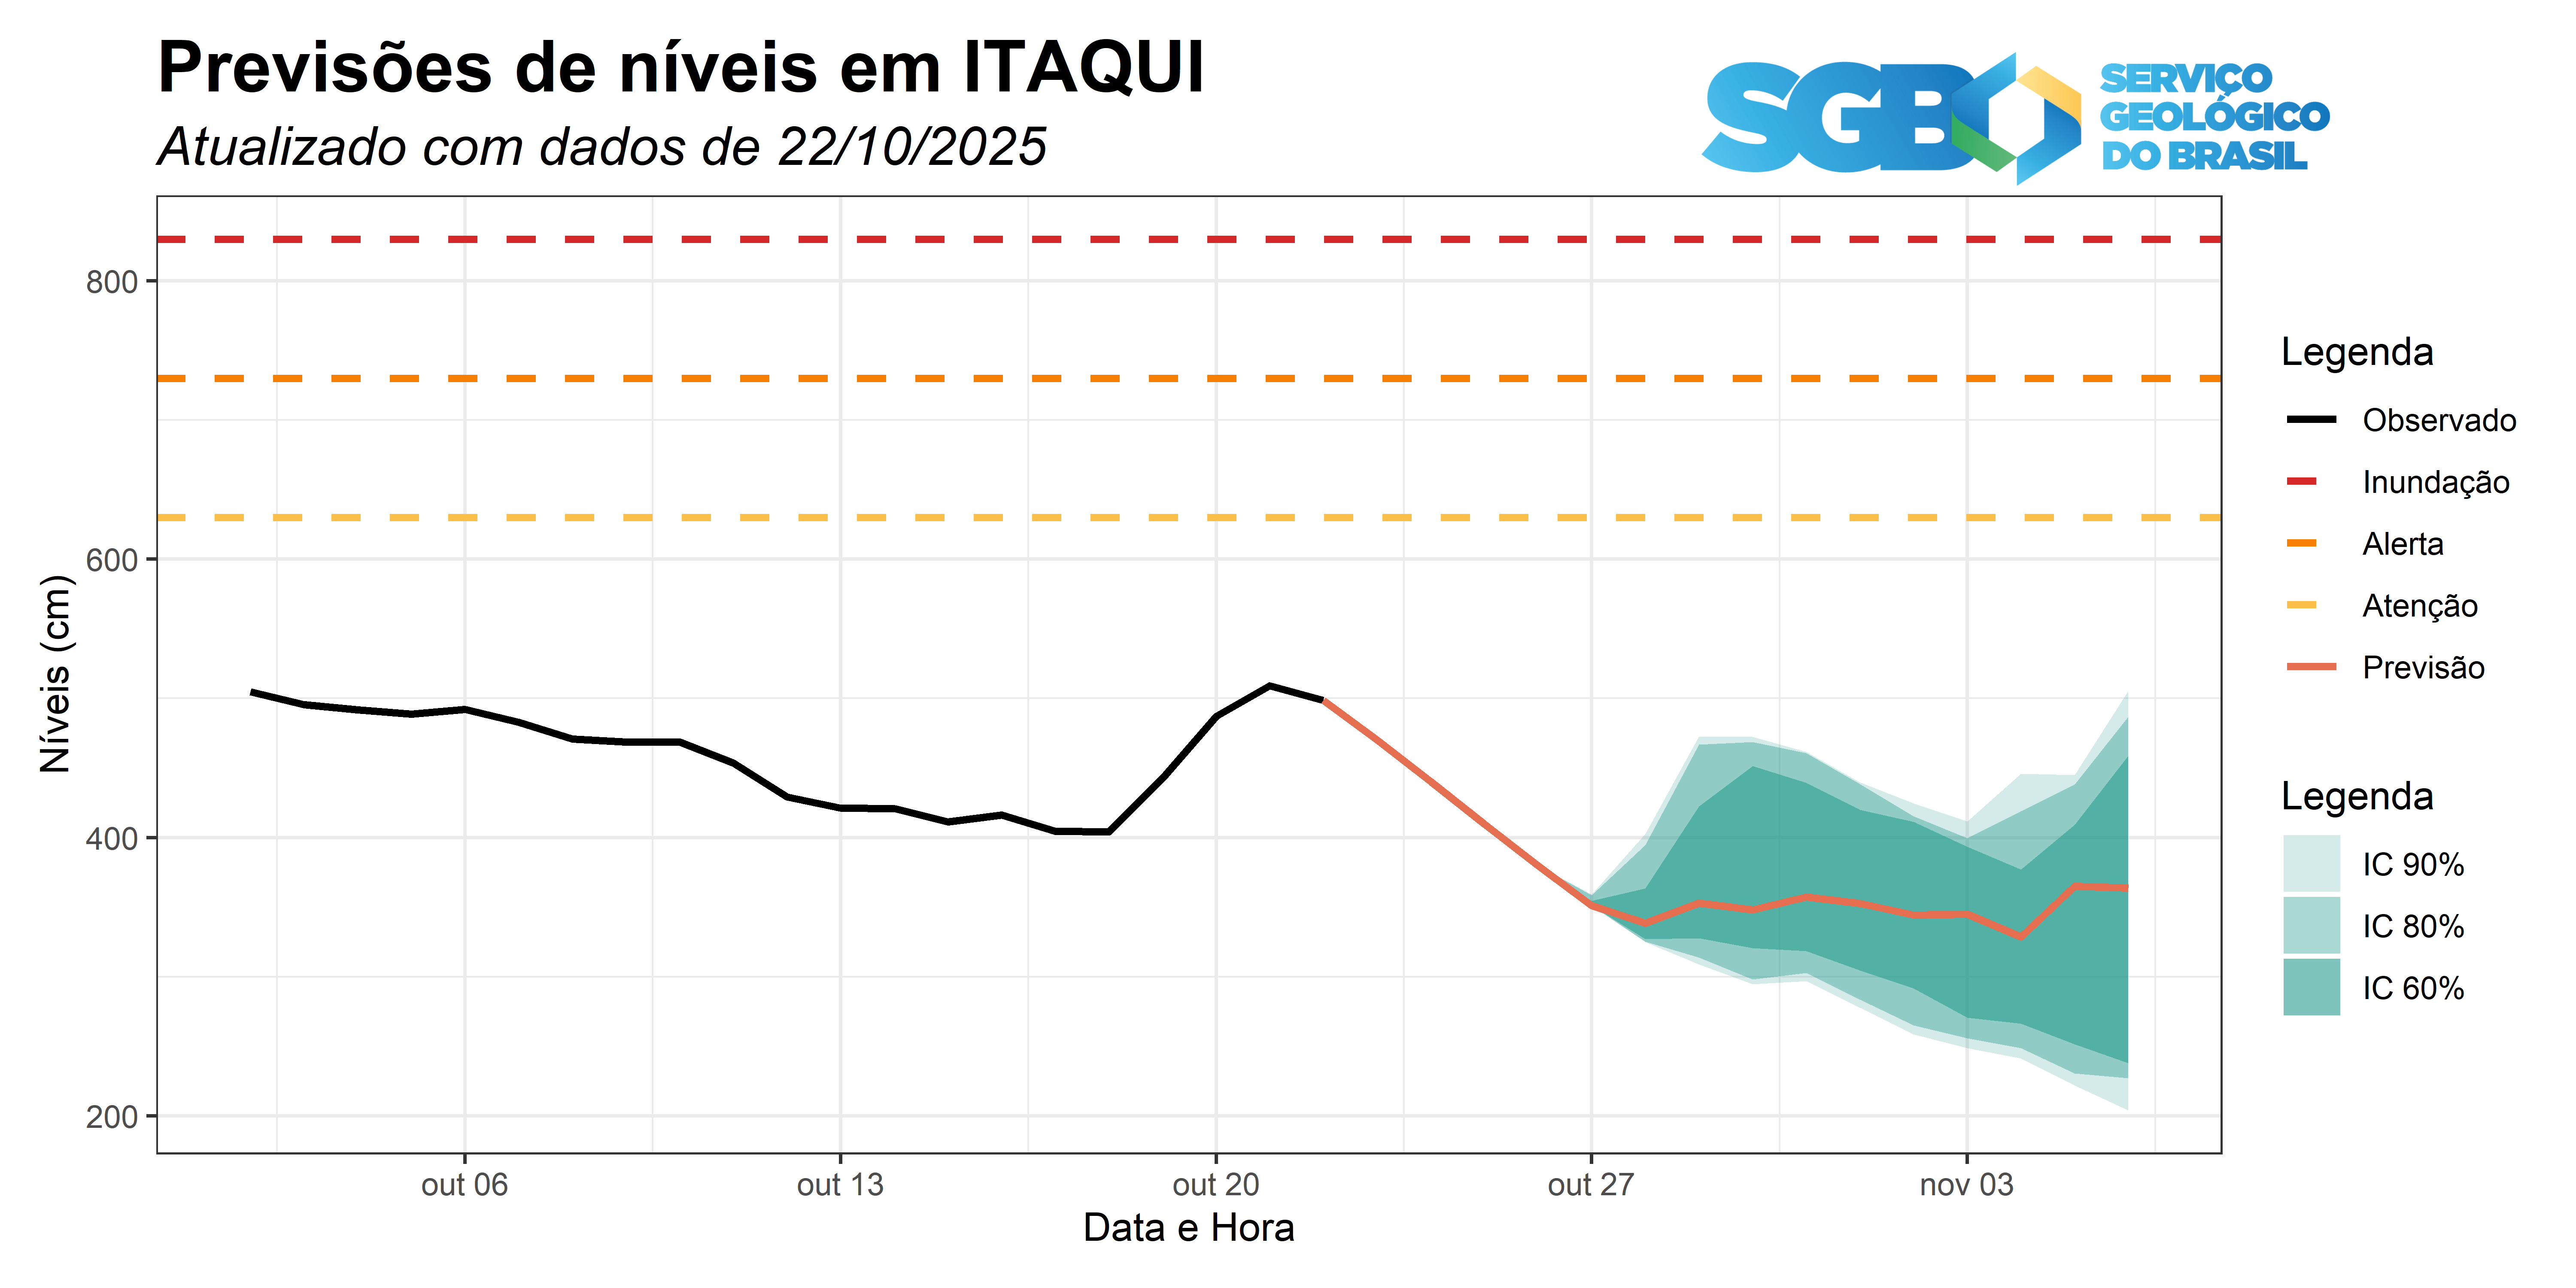 Previsões de níveis em ITAQUI
Atualizado com dados de 22/10/2025
SGB
SERVIÇO
GEOLÓGICO
DO BRASIL
800
600
400
200
Níveis (cm)
out 06
out 13
out 20
out 27
nov 03
Data e Hora
Legenda
Observado
Inundação
Alerta
Atenção
Previsão
Legenda
IC 90%
IC 80%
IC 60%